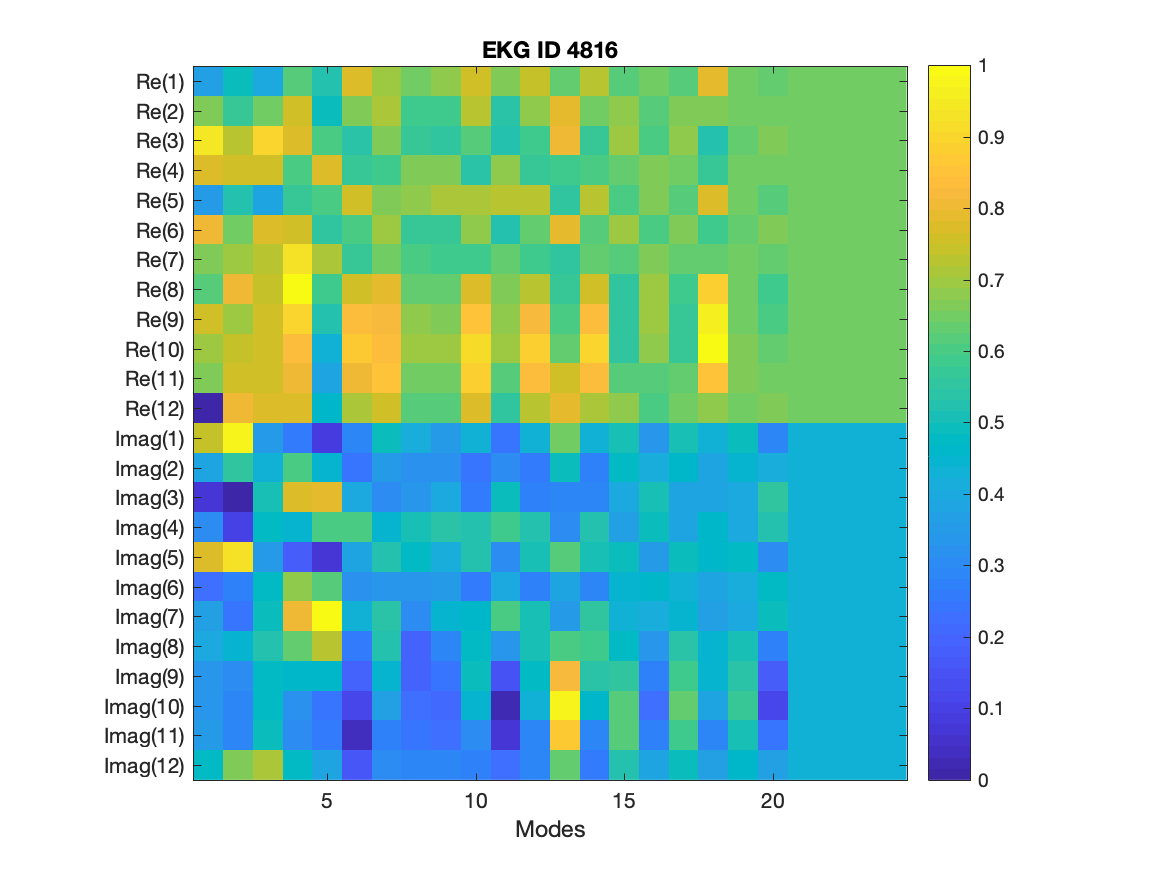 EKG ID 4816
Re(1)
Re(2)
Re(3)
Re(4)
Re(5)
Re(6)
Re(7)
Re(8)
Re(9)
Re(10)
Re(11)
Re(12)
Imag(1)
Imag(2)
Imag(3)
Imag(4)
Imag(5)
Imag(6)
Imag(7)
Imag(8)
Imag(9)
Imag(10)
Imag(11)
Imag(12)
5 10 15 20
Modes
1
0.9
0.8
0.7
0.6
0.5
0.4
0.3
0.2
0.1
0